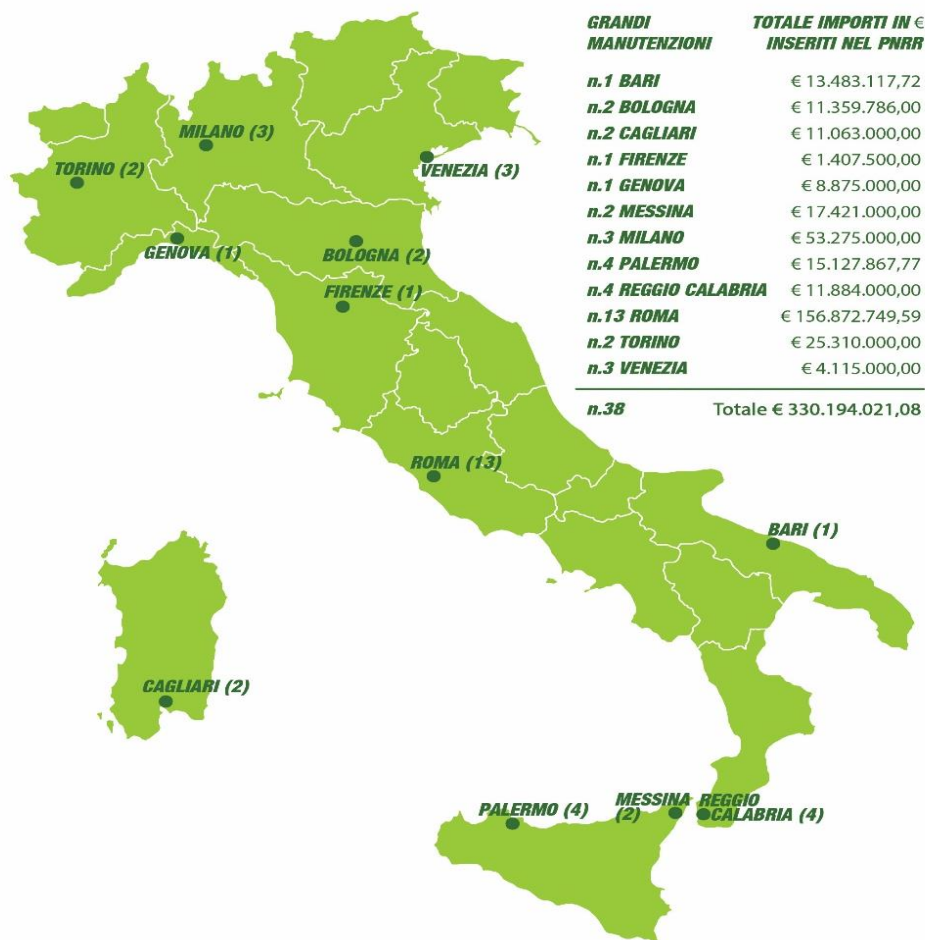 GRANDI MANUTENZIONI
TOTALE IMPORTI IN €
INSERITI NEL PNRR
n.1 BARI € 13.483.117,72
n.2 BOLOGNA € 11.359.786,00
n.2 CAGLIARI € 11.063.000,00
n.1 FIRENZE € 1.407.500,00
n.1 GENOVA € 8.875.000,00
n.2 MESSINA € 17.421.000,00
n.3 MILANO € 53.275.000,00
n.4 PALERMO € 15.127.867,77
n.4 REGGIO CALABRIA € 11.884.000,00
n.13 ROMA € 156.872.749,59
n.2 TORINO € 25.310.000,00
n.3 VENEZIA € 4.115.000,00
n.38 Totale € 330.194.021,08
MILANO (3)
TORINO (2)
VENEZIA (3)
GENOVA (1)
BOLOGNA (2)
FIRENZE (1)
ROMA (13)
BARI (1)
CAGLIARI (2)
PALERMO (4)
MESSINA
(2)
REGGIO
CALABRIA (4)